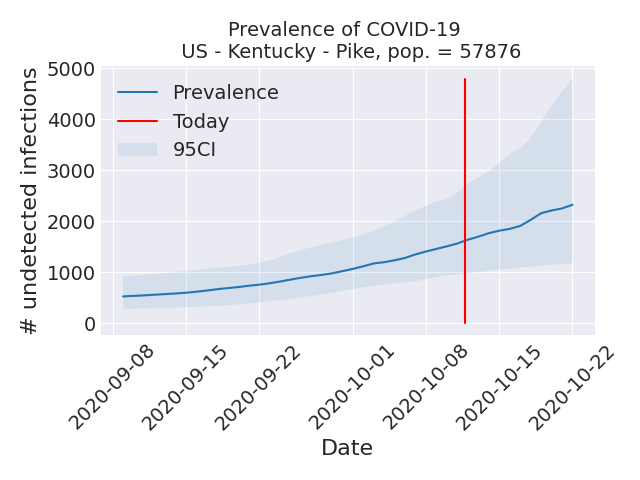 Prevalence of COVID-19
US - Kentucky - Pike, pop. = 57876
# undetected infections
5000
4000
3000
2000
1000
0
Prevalence
Today
95CI
2020-09-08
2020-09-15
2020-09-22
2020-10-01
2020-10-08
2020-10-15
2020-10-22
Date